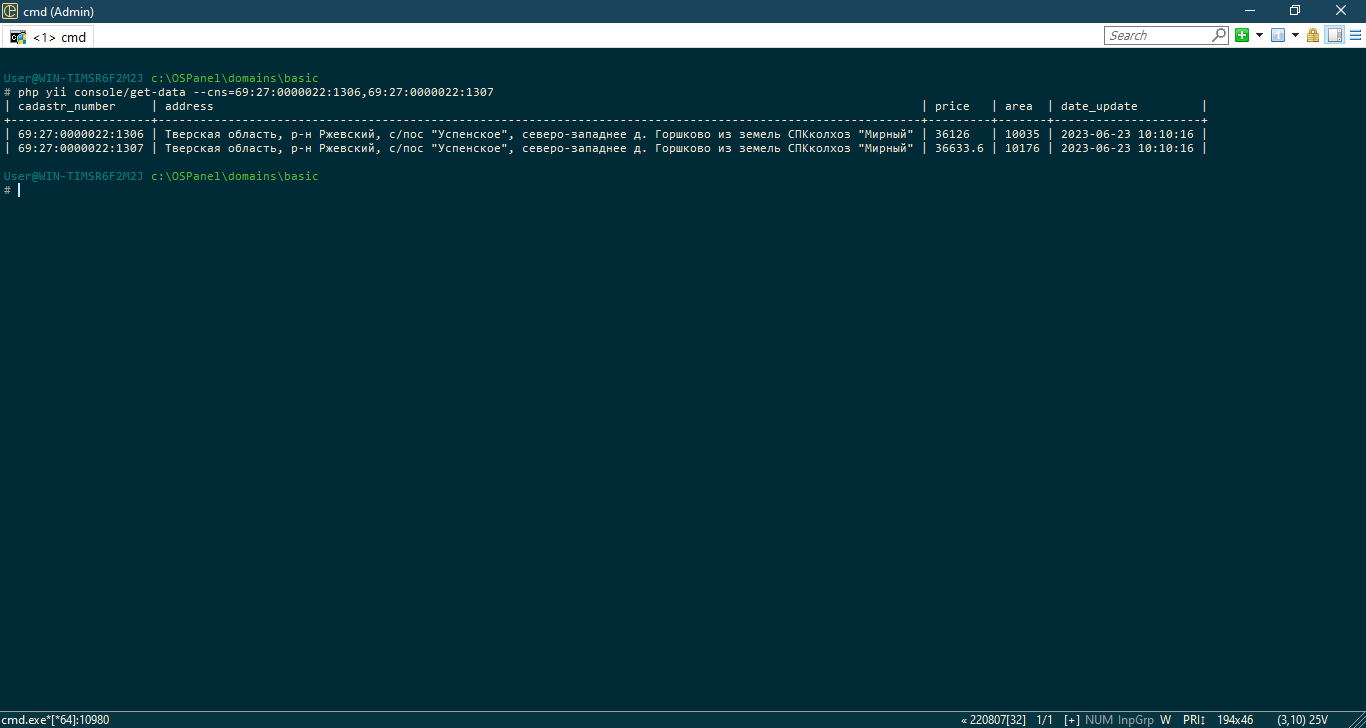 cmd (Admin)
<1> cmd
Search
User@WIN-TIMSR6F2M2J c:\OSPanel\domains\basic
# php yii console/get-data --cns=69:27:0000022:1306,69:27:0000022:1307
| cadastr_number | address | price | area | date_update |
+--------------------+-------------------------------------------------------------------------------------------------------------+---------+-------+---------------------+
| 69:27:0000022:1306 | Тверская область, р-н Ржевский, с/пос "Успенское", северо-западнее д. Горшково из земель СПКколхоз "Мирный" | 36126 | 10035 | 2023-06-23 10:10:16 |
| 69:27:0000022:1307 | Тверская область, р-н Ржевский, с/пос "Успенское", северо-западнее д. Горшково из земель СПКколхоз "Мирный" | 36633.6 | 10176 | 2023-06-23 10:10:16 |
User@WIN-TIMSR6F2M2J c:\OSPanel\domains\basic
#
cmd.exe*[*64]:10980 « 220807[32] 1/1 [+] NUM InpGrp W PRI↕ 194x46 (3,10) 25V